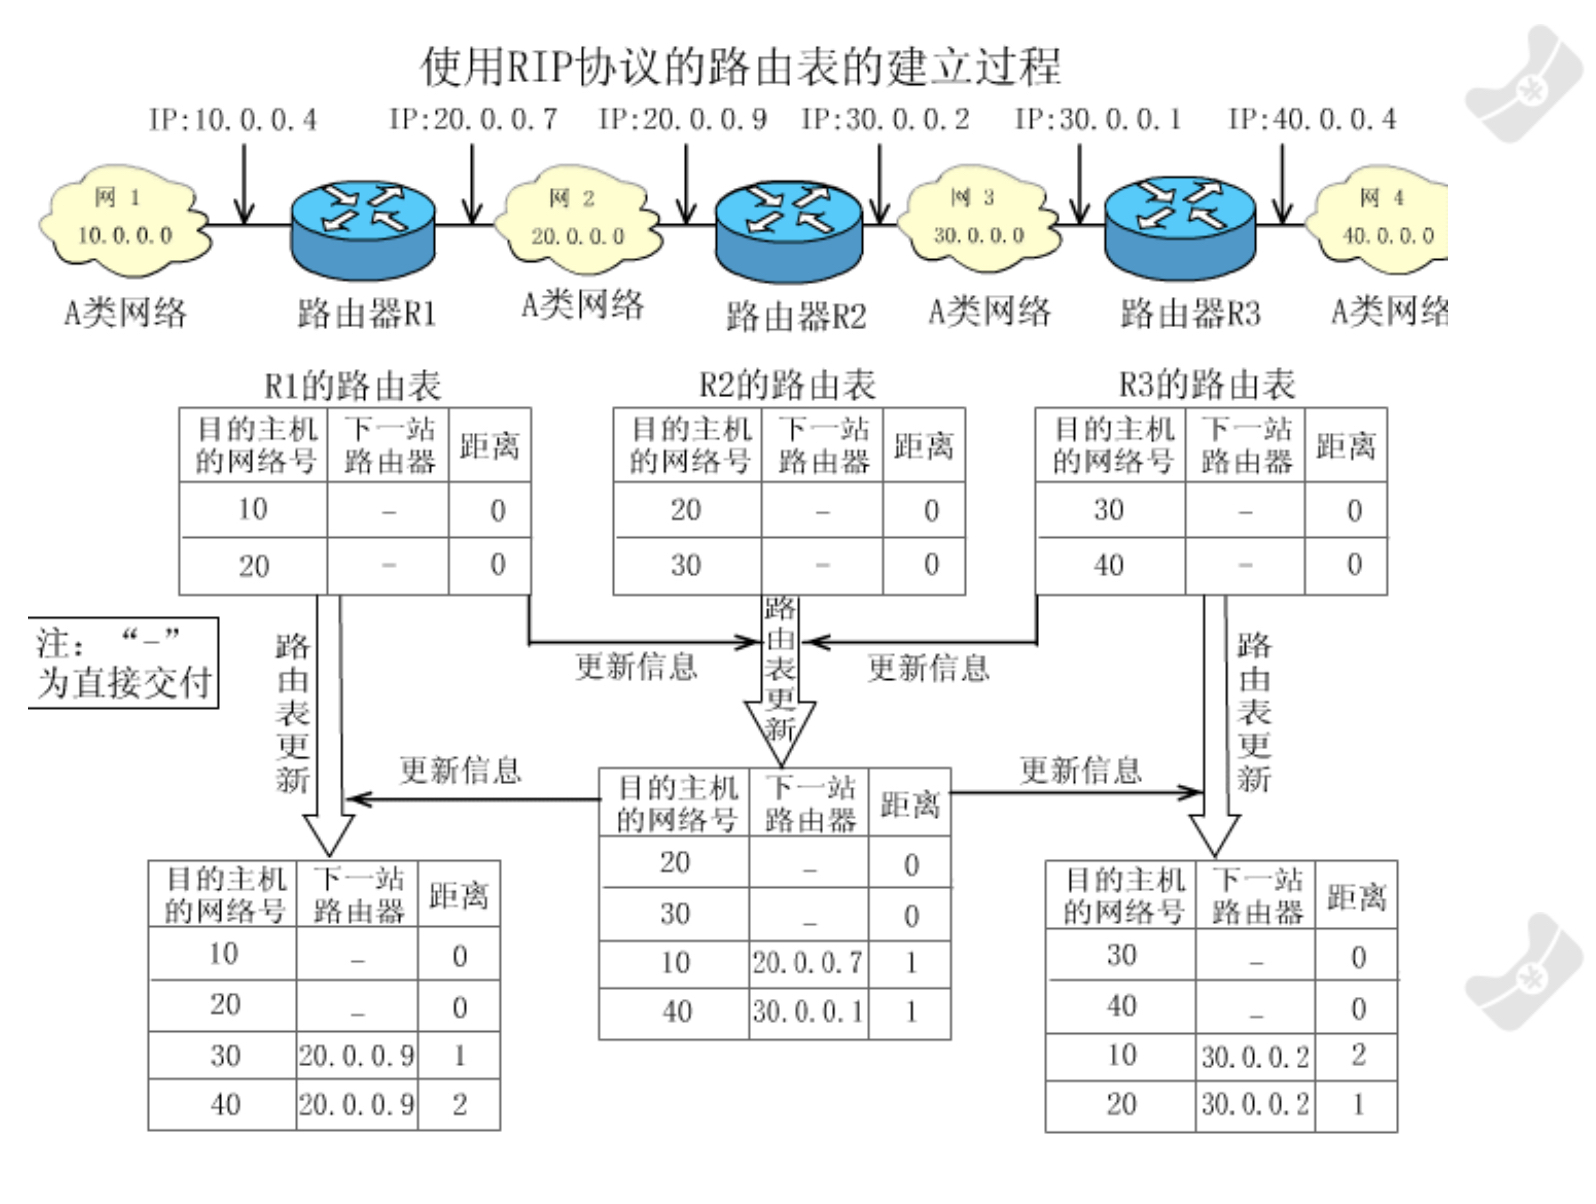 使用RIP协议的路由表的建立过程
IP:10.0.0.4 IP:20.0.0.7 IP:20.0.0.9 IP:30.0.0.2 IP:30.0.0.1 IP:40.0.0.4
网 1 网 2 网 3 网 4
10.0.0.0 20.0.0.0 30.0.0.0 40.0.0.0
A类网络 路由器R1 A类网络 路由器R2 A类网络 路由器R3 A类网络
R1的路由表 R2的路由表 R3的路由表
目的主机 下一站 目的主机 下一站 目的主机 下一站
的网络号 路由器 距离 的网络号 路由器 距离 的网络号 路由器 距离
10 － 0 20 － 0 30 － 0
20 － 0 30 － 0 40 － 0
注：“－”
为直接交付
路由表更新
更新信息
路由表更新
更新信息
路由表更新
更新信息
更新信息
目的主机 下一站
的网络号 路由器 距离
20 － 0
30 － 0
10 20.0.0.7 1
40 30.0.0.1 1
目的主机 下一站
的网络号 路由器 距离
10 － 0
20 － 0
30 20.0.0.9 1
40 20.0.0.9 2
目的主机 下一站
的网络号 路由器 距离
30 － 0
40 － 0
10 30.0.0.2 2
20 30.0.0.2 1